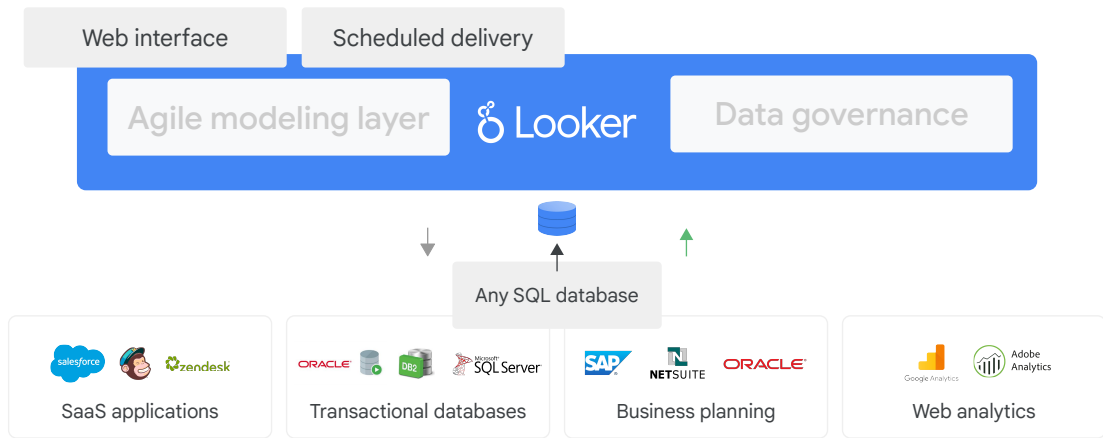 Web interface
Scheduled delivery
Agile modeling layer
Looker
Data governance
Any SQL database
salesforce
zendesk
SaaS applications
ORACLE
DB2
Microsoft
SQL Server
Transactional databases
SAP
NETSUITE
ORACLE
Business planning
Google Analytics
Adobe
Analytics
Web analytics